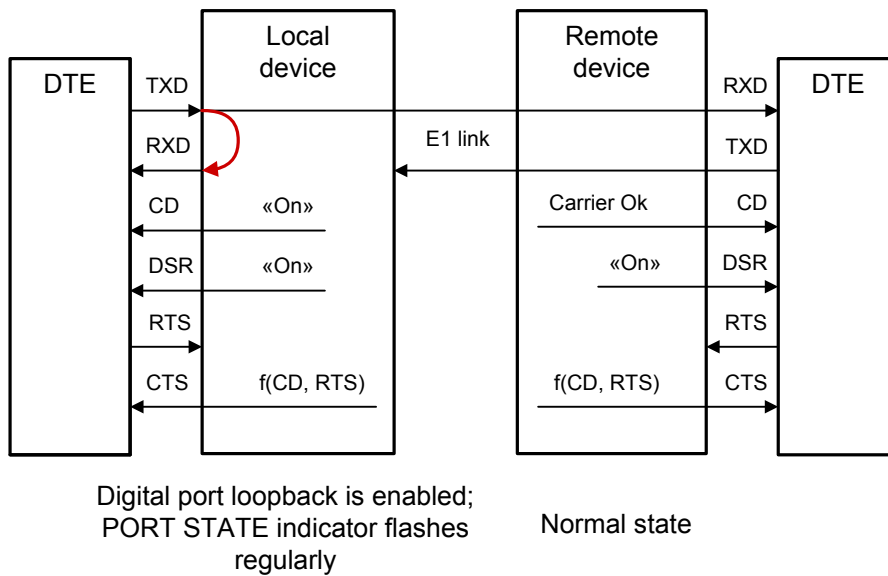 Local
device
Remote
device
DTE
TXD
RXD
DTE
RXD
E1 link
TXD
CD
«On»
Carrier Ok
CD
DSR
«On»
«On»
DSR
RTS
RTS
CTS
f(CD, RTS)
f(CD, RTS)
CTS
Digital port loopback is enabled;
PORT STATE indicator flashes
regularly
Normal state